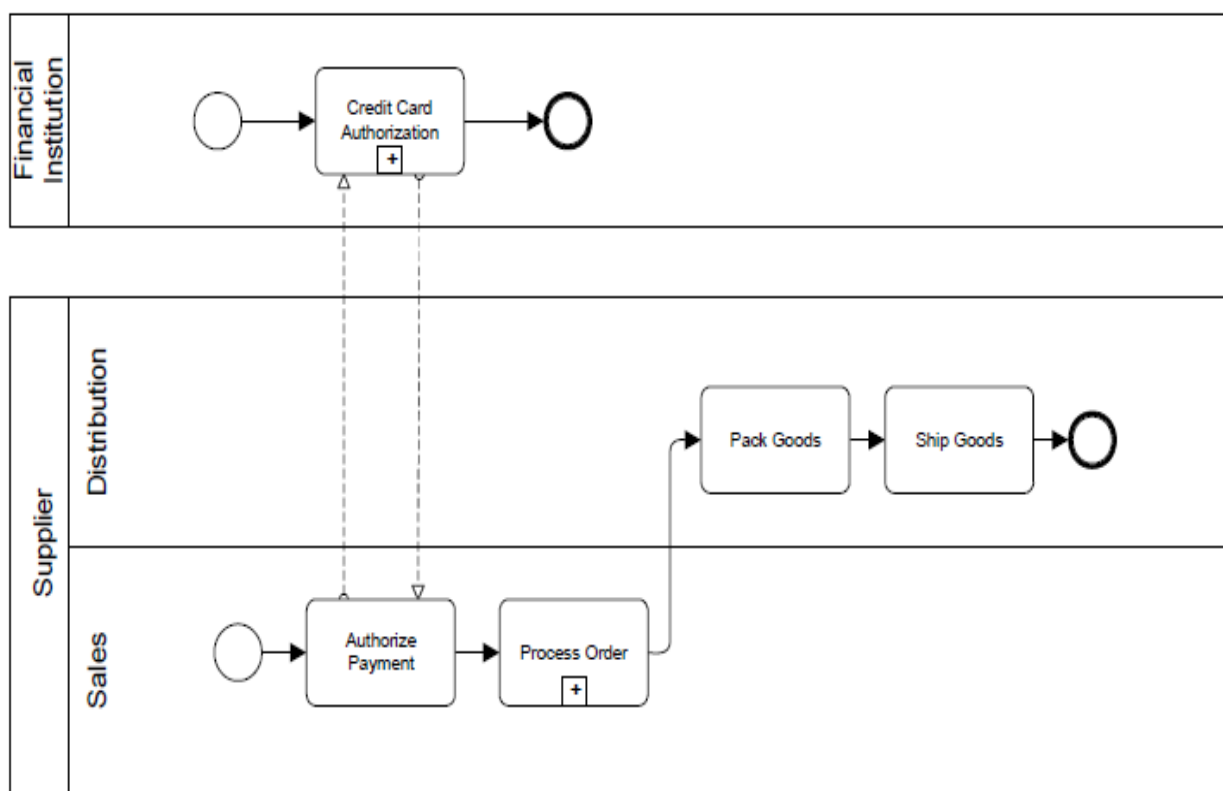 Financial
Institution
Credit Card
Authorization
+
Supplier
Distribution
Pack Goods
Ship Goods
Sales
Authorize
Payment
Process Order
+